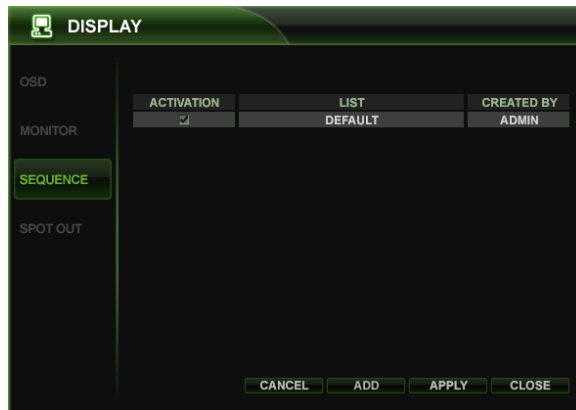 DISPLAY
OSD
MONITOR
SEQUENCE
SPOT OUT
ACTIVATION LIST CREATED BY
DEFAULT ADMIN
CANCEL ADD APPLY CLOSE